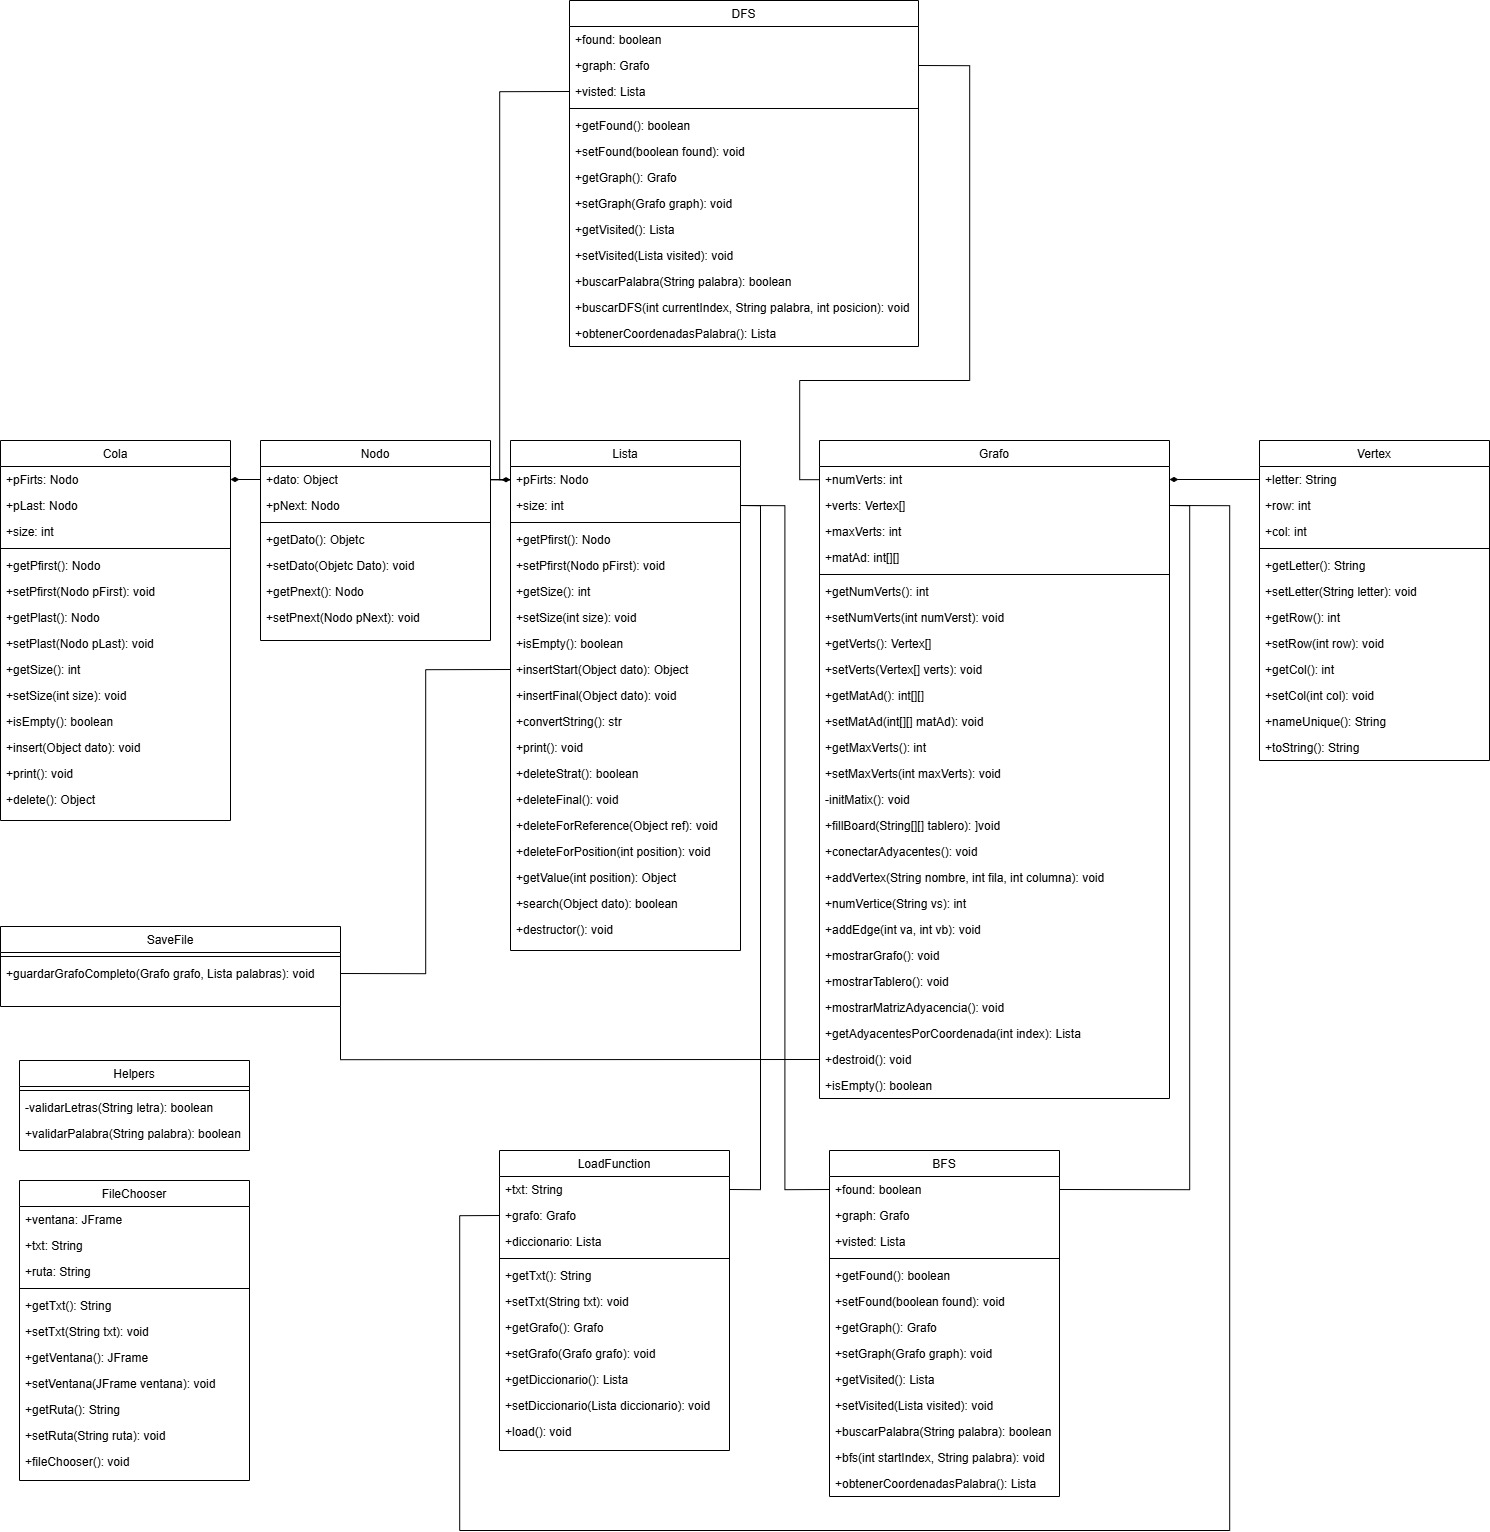 DFS
+found: boolean
+graph: Grafo
+visted: Lista
+getFound(): boolean
+setFound(boolean found): void
+getGraph(): Grafo
+setGraph(Grafo graph): void
+getVisited(): Lista
+setVisited(Lista visited): void
+buscarPalabra(String palabra): boolean
+buscarDFS(int currentIndex, String palabra, int posicion): void
+obtenerCoordenadasPalabra(): Lista
Cola
+pFirts: Nodo
+pLast: Nodo
+size: int
+getPfirst(): Nodo
+setPfirst(Nodo pFirst): void
+getPlast(): Nodo
+setPlast(Nodo pLast): void
+getSize(): int
+setSize(int size): void
+isEmpty(): boolean
+insert(Object dato): void
+print(): void
+delete(): Object
Nodo
+dato: Object
+pNext: Nodo
+getDato(): Objetc
+setDato(Objetc Dato): void
+getPnext(): Nodo
+setPnext(Nodo pNext): void
Lista
+pFirts: Nodo
+size: int
+getPfirst(): Nodo
+setPfirst(Nodo pFirst): void
+getSize(): int
+setSize(int size): void
+isEmpty(): boolean
+insertStart(Object dato): Object
+insertFinal(Object dato): void
+convertString(): str
+print(): void
+deleteStrat(): boolean
+deleteFinal(): void
+deleteForReference(Object ref): void
+deleteForPosition(int position): void
+getValue(int position): Object
+search(Object dato): boolean
+destructor(): void
Grafo
+numVerts: int
+verts: Vertex[]
+maxVerts: int
+matAd: int[][]
+getNumVerts(): int
+setNumVerts(int numVerst): void
+getVerts(): Vertex[]
+setVerts(Vertex[] verts): void
+getMatAd(): int[][]
+setMatAd(int[][] matAd): void
+getMaxVerts(): int
+setMaxVerts(int maxVerts): void
-initMatix(): void
+fillBoard(String[][] tablero): ]void
+conectarAdyacentes(): void
+addVertex(String nombre, int fila, int columna): void
+numVertice(String vs): int
+addEdge(int va, int vb): void
+mostrarGrafo(): void
+mostrarTablero(): void
+mostrarMatrizAdyacencia(): void
+getAdyacentesPorCoordenada(int index): Lista
+destroid(): void
+isEmpty(): boolean
Vertex
+letter: String
+row: int
+col: int
+getLetter(): String
+setLetter(String letter): void
+getRow(): int
+setRow(int row): void
+getCol(): int
+setCol(int col): void
+nameUnique(): String
+toString(): String
SaveFile
+guardarGrafoCompleto(Grafo grafo, Lista palabras): void
Helpers
-validarLetras(String letra): boolean
+validarPalabra(String palabra): boolean
FileChooser
+ventana: JFrame
+txt: String
+ruta: String
+getTxt(): String
+setTxt(String txt): void
+getVentana(): JFrame
+setVentana(JFrame ventana): void
+getRuta(): String
+setRuta(String ruta): void
+fileChooser(): void
LoadFunction
+txt: String
+grafo: Grafo
+diccionario: Lista
+getTxt(): String
+setTxt(String txt): void
+getGrafo(): Grafo
+setGrafo(Grafo grafo): void
+getDiccionario(): Lista
+setDiccionario(Lista diccionario): void
+load(): void
BFS
+found: boolean
+graph: Grafo
+visted: Lista
+getFound(): boolean
+setFound(boolean found): void
+getGraph(): Grafo
+setGraph(Grafo graph): void
+getVisited(): Lista
+setVisited(Lista visited): void
+buscarPalabra(String palabra): boolean
+bfs(int startIndex, String palabra): void
+obtenerCoordenadasPalabra(): Lista